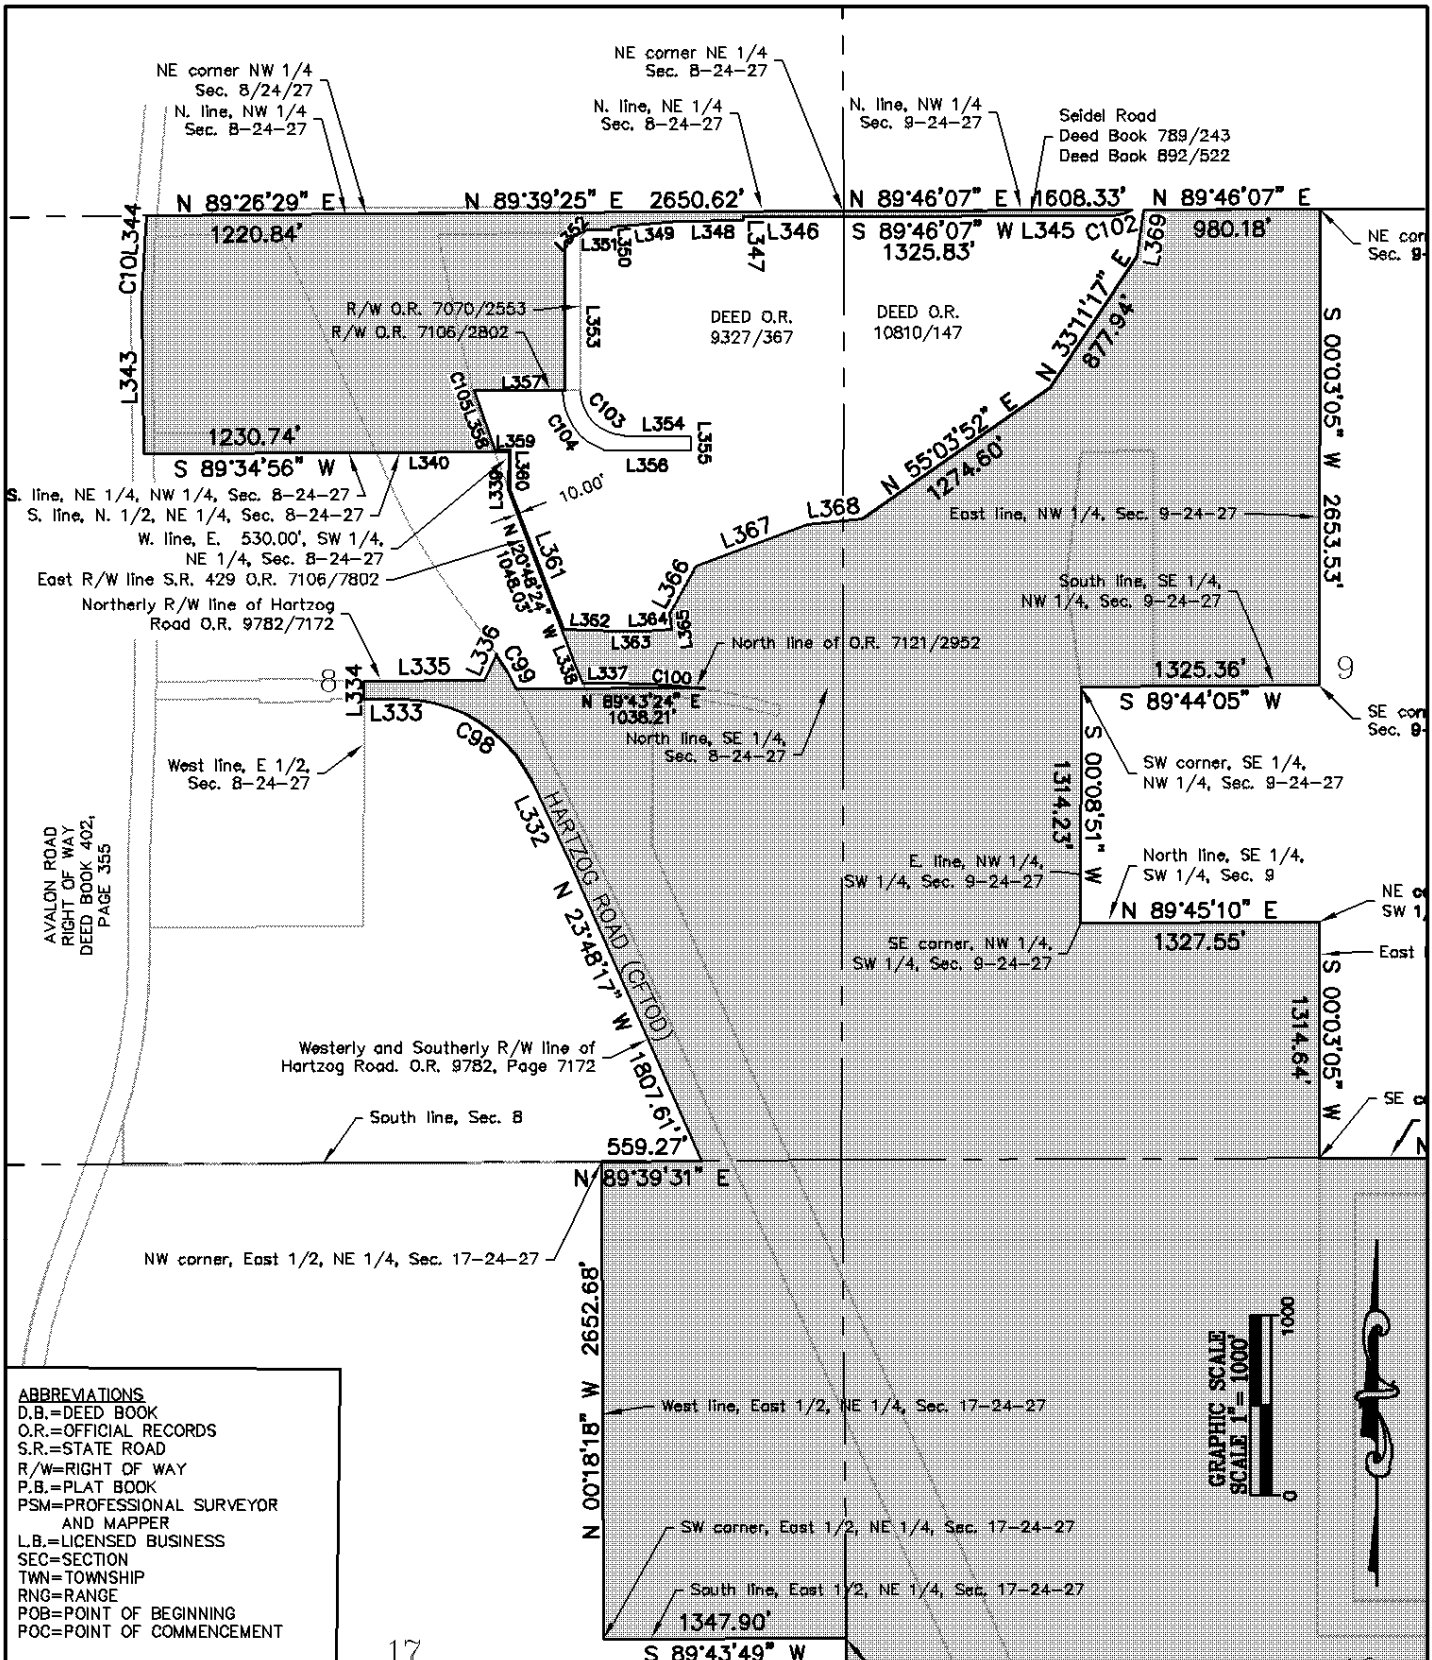 NE corner NE 1/4
Sec. 8-24-27
NE corner NW 1/4
Sec. 8/24/27
N. line, NW 1/4
Sec. 8-24-27
N. line, NE 1/4
Sec. 8-24-27
N. line, NW 1/4
Sec. 9-24-27
Seidel Road
Deed Book 789/243
Deed Book 892/522
N 89°26'29" E
1220.84'
N 89°39'25" E 2650.62'
N 89°46'07" E 1608.33'
N 89°46'07" E
980.18'
L344
C10
L343
L352
L351
L350
L349
L348
L347
L346
S 89°46'07" W L345
1325.83'
C102
L369
NE cor
Sec. 9-
R/W O.R. 7070/2553
R/W O.R. 7106/2802
L353
DEED O.R.
9327/367
DEED O.R.
10810/147
N 33°11'17" E
877.94'
S 00°03'05" W 2653.53'
L357
C105
L358
C103
C104
L354
L355
L356
L359
L360
1230.74'
S 89°34'56" W
L340
N 55°03'52" E
1274.60'
S. line, NE 1/4, NW 1/4, Sec. 8-24-27
S. line, N. 1/2, NE 1/4, Sec. 8-24-27
W. line, E. 530.00', SW 1/4,
NE 1/4, Sec. 8-24-27
East R/W line S.R. 429 O.R. 7106/7802
L339
10.00'
L361
N 20°48'24" W
1048.03'
L368
L367
L366
East line, NW 1/4, Sec. 9-24-27
South line, SE 1/4,
NW 1/4, Sec. 9-24-27
Northerly R/W line of Hartzog
Road O.R. 9782/7172
L362
L363
L364
L365
North line of O.R. 7121/2952
8
L334
L335
L336
C99
L338
L337
C100
L333
N 89°43'24" E
1038.21'
North line, SE 1/4,
Sec. 8-24-27
1325.36'
S 89°44'05" W
9
SE cor
Sec. 9-
C98
West line, E 1/2,
Sec. 8-24-27
SW corner, SE 1/4,
NW 1/4, Sec. 9-24-27
L332
HARTZOG ROAD (CFTOD)
S 00°08'51" W
1314.23'
AVALON ROAD
RIGHT OF WAY
DEED BOOK 402,
PAGE 355
E. line, NW 1/4,
SW 1/4, Sec. 9-24-27
North line, SE 1/4,
SW 1/4, Sec. 9
N 89°45'10" E
1327.55'
NE c
SW 1/
East
SE corner, NW 1/4,
SW 1/4, Sec. 9-24-27
S 00°03'05" W
1314.64'
N 23°48'17" W 1807.61'
Westerly and Southerly R/W line of
Hartzog Road. O.R. 9782, Page 7172
South line, Sec. 8
SE c
N
559.27'
N 89°39'31" E
NW corner, East 1/2, NE 1/4, Sec. 17-24-27
N 00°18'18" W 2652.68'
GRAPHIC SCALE
SCALE 1"= 1000'
0
1000
West line, East 1/2, NE 1/4, Sec. 17-24-27
SW corner, East 1/2, NE 1/4, Sec. 17-24-27
South line, East 1/2, NE 1/4, Sec. 17-24-27
1347.90'
S 89°43'49" W
17
ABBREVIATIONS
D.B.=DEED BOOK
O.R.=OFFICIAL RECORDS
S.R.=STATE ROAD
R/W=RIGHT OF WAY
P.B.=PLAT BOOK
PSM=PROFESSIONAL SURVEYOR
AND MAPPER
L.B.=LICENSED BUSINESS
SEC=SECTION
TWN=TOWNSHIP
RNG=RANGE
POB=POINT OF BEGINNING
POC=POINT OF COMMENCEMENT